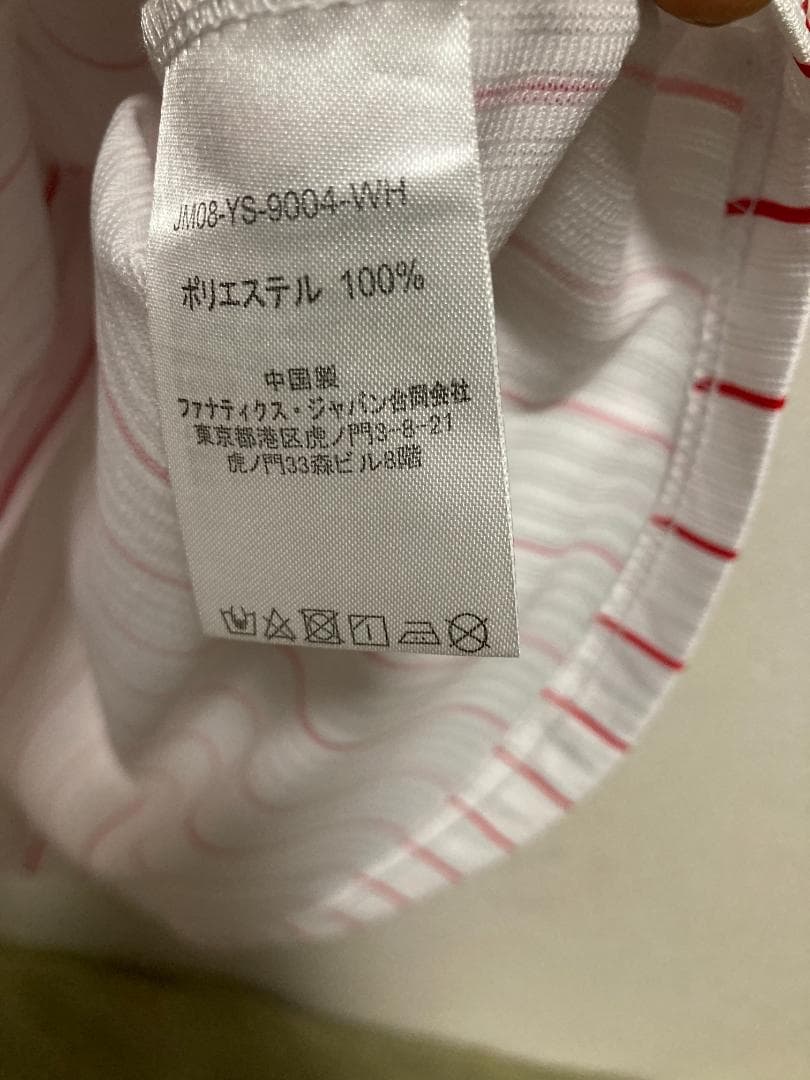 JM08-YS-9004-WH
ポリエステル 100%
中国製
ファナティクス・ジャパン合同会社
東京都港区虎ノ門3-8-21
虎ノ門33森ビル8階